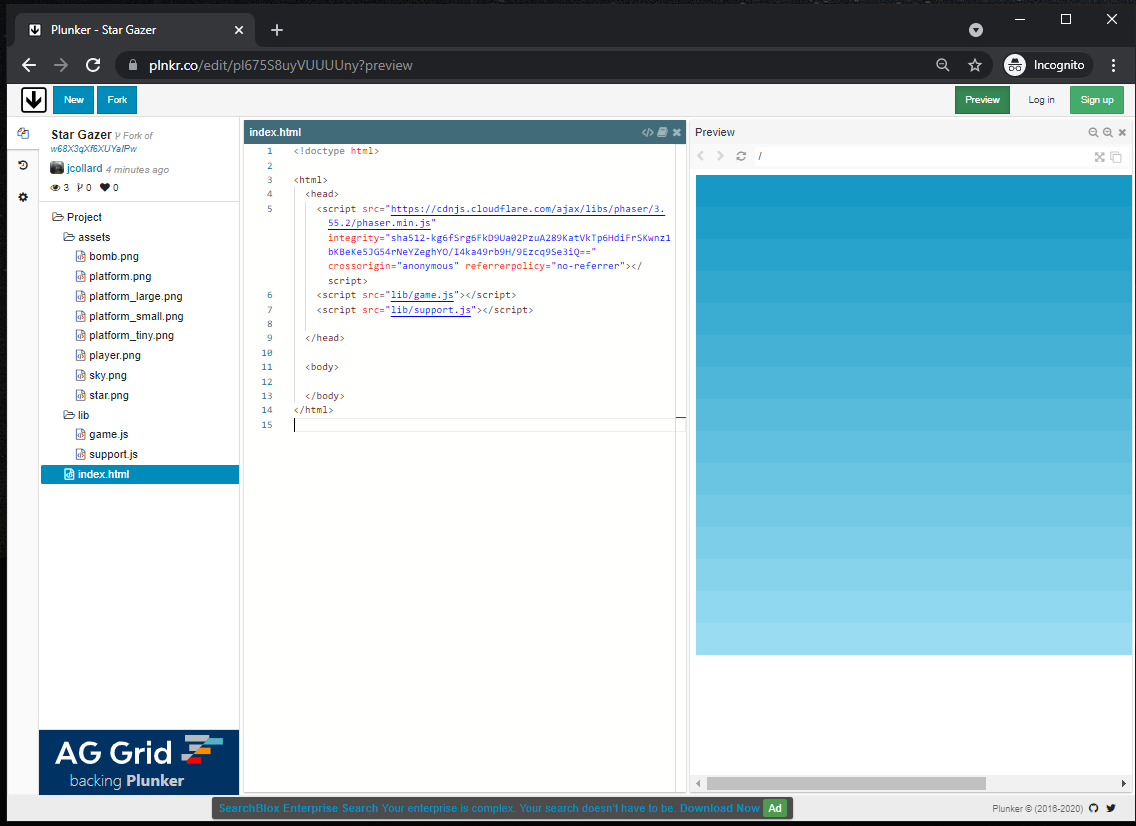 Plunker - Star Gazer
plnkr.co/edit/pl675S8uyVUUUUny?preview
Incognito
New
Fork
Preview
Log in
Sign up
Star Gazer Fork of
w68X3qXf6XUYalPw
jcollard 4 minutes ago
3 0 0
Project
assets
bomb.png
platform.png
platform_large.png
platform_small.png
platform_tiny.png
player.png
sky.png
star.png
lib
game.js
support.js
index.html
AG Grid
backing Plunker
index.html
1 <!doctype html>
2
3 <html>
4 <head>
5 <script src="https://cdnjs.cloudflare.com/ajax/libs/phaser/3.
55.2/phaser.min.js"
integrity="sha512-kg6fSrg6FkD9Ua02PzuA289KatVkTp6HdiFrSKwnz1
bKBeKe5JG54rNeYZeghYO/I4ka49rb9H/9Ezcq9Se3iQ=="
crossorigin="anonymous" referrerpolicy="no-referrer"></
script>
6 <script src="lib/game.js"></script>
7 <script src="lib/support.js"></script>
8
9 </head>
10
11 <body>
12
13 </body>
14 </html>
15
Preview
/
SearchBlox Enterprise Search Your enterprise is complex. Your search doesn't have to be. Download Now Ad
Plunker © (2016-2020)